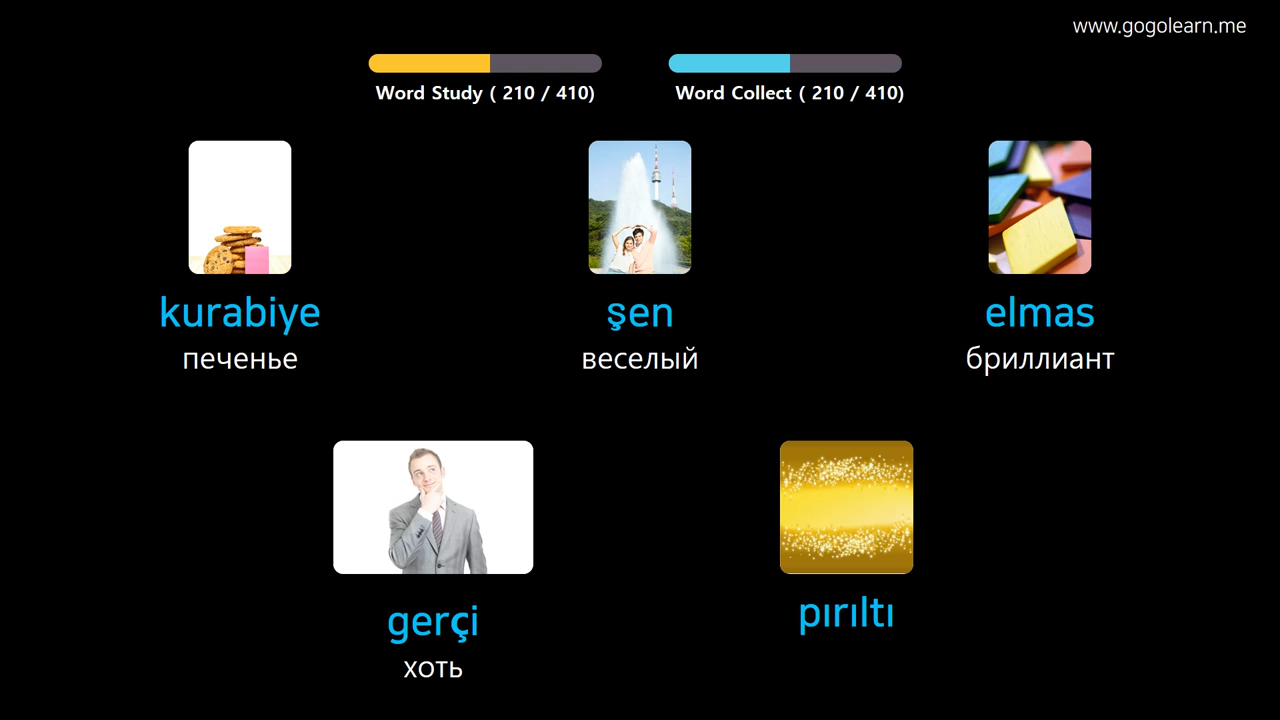 www.gogolearn.me
Word Study ( 210 / 410)
Word Collect ( 210 / 410)
kurabiye
печенье
şen
веселый
elmas
бриллиант
gerçi
хоть
pırıltı